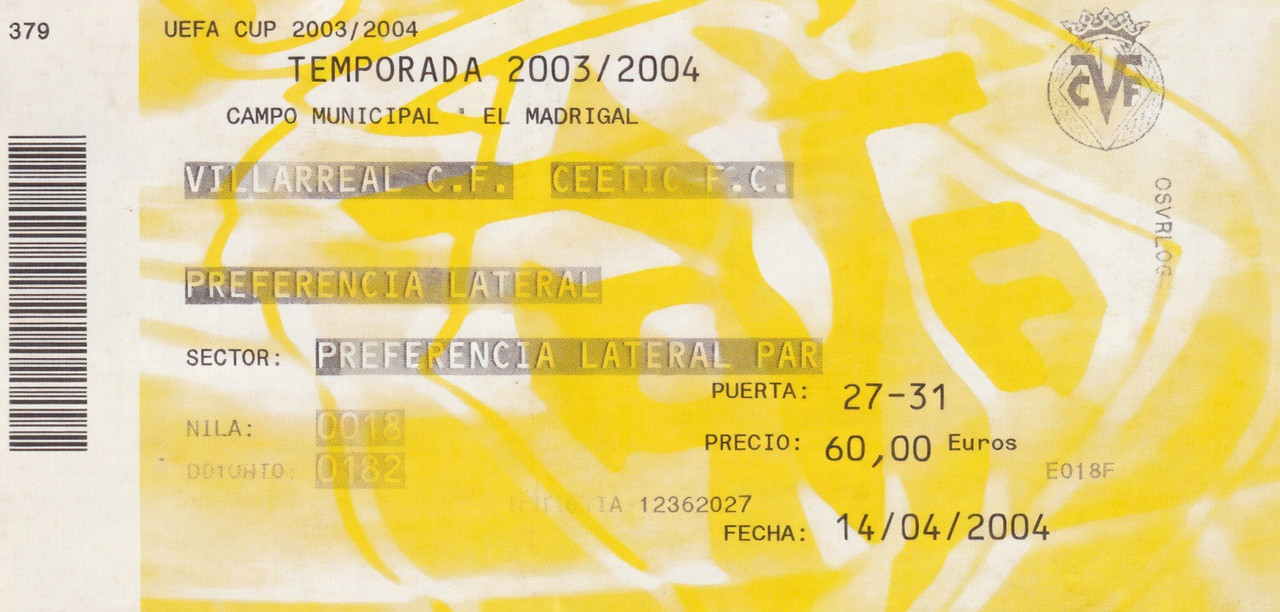 379
UEFA CUP 2003/2004
TEMPORADA 2003/2004
CAMPO MUNICIPAL " EL MADRIGAL
CVF
VILLARREAL C.F. CEETIC F.C.
PREFERENCIA LATERAL
SECTOR: PREFERENCIA LATERAL PAR
PUERTA: 27-31
NILA: 0018
PRECIO: 60,00 Euros
0182
E018F
12362027
FECHA: 14/04/2004